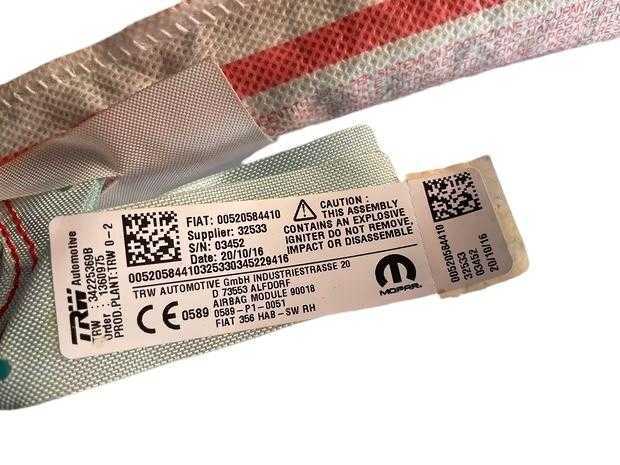 TRW Automotive
TRW : 34225369B
Order : 1360975
PROD.PLANT:TRW 0-2
FIAT: 00520584410
Supplier: 32533
S/N: 03452
Date: 20/10/16
CAUTION :
THIS ASSEMBLY
CONTAINS AN EXPLOSIVE
IGNITER DO NOT REMOVE,
IMPACT OR DISASSEMBLE
005205844103253303452​29416
TRW AUTOMOTIVE GmbH INDUSTRIESTRASSE 20
D 73553 ALFDORF
AIRBAG MODULE 90018
CE 0589 0589-P1-0051
FIAT 356 HAB-SW RH
MOPAR
00520584410
32533
03452
20/10/16